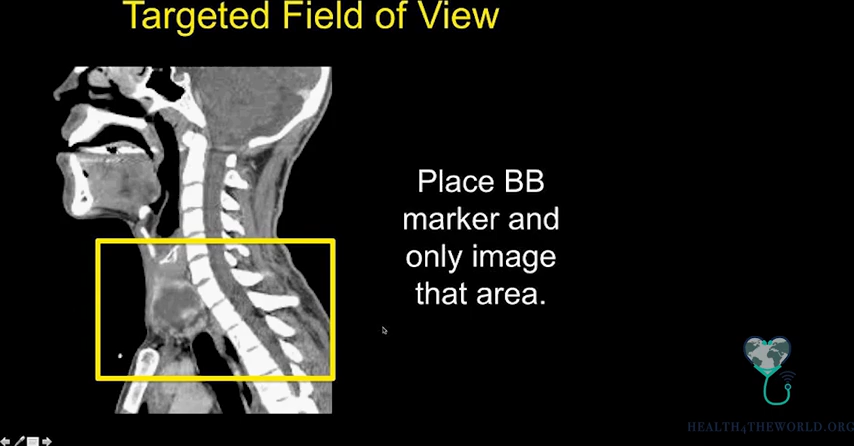 Targeted Field of View
Place BB
marker and
only image
that area.
HEALTH4THEWORLD.ORG